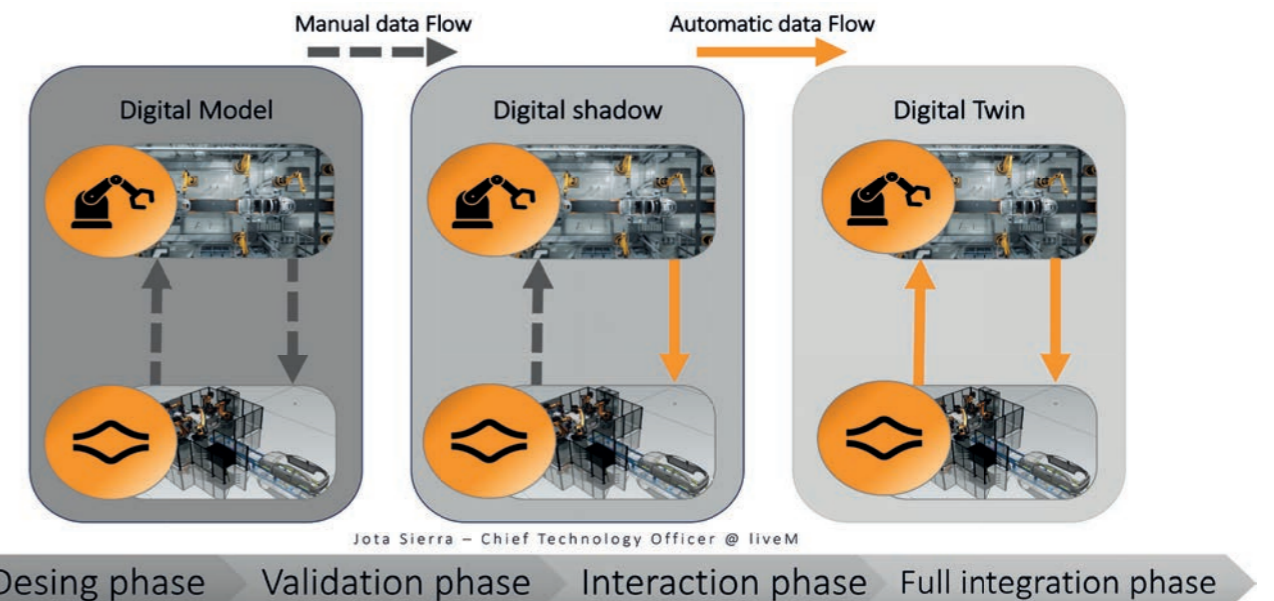 Manual data Flow
Automatic data Flow
Digital Model
Digital shadow
Digital Twin
Jota Sierra – Chief Technology Officer @ liveM
Desing phase
Validation phase
Interaction phase
Full integration phase